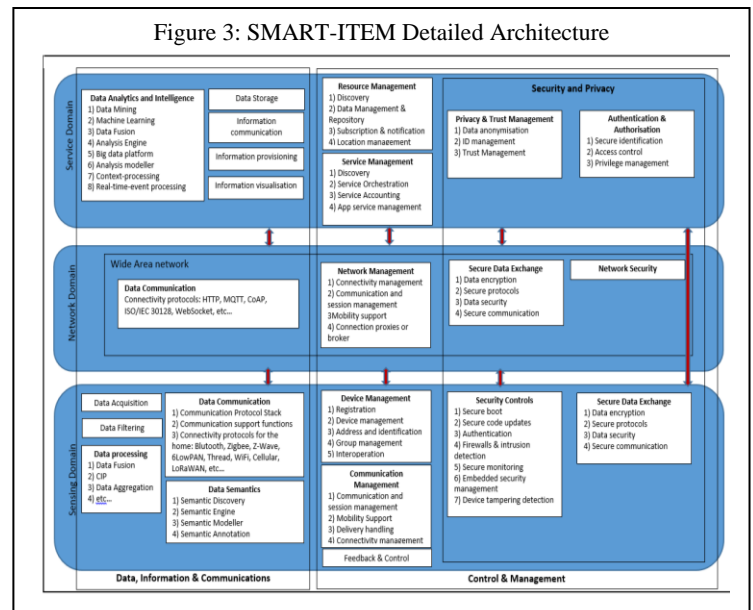 Figure 3: SMART-ITEM Detailed Architecture
Service Domain
Data Analytics and Intelligence
1) Data Mining
2) Machine Learning
3) Data Fusion
4) Analysis Engine
5) Big data platform
6) Analysis modeller
7) Context-processing
8) Real-time-event processing
Data Storage
Information
communication
Information provisioning
Information visualisation
Resource Management
1) Discovery
2) Data Management &
Repository
3) Subscription & notification
4) Location management
Service Management
1) Discovery
2) Service Orchestration
3) Service Accounting
4) App service management
Security and Privacy
Privacy & Trust Management
1) Data anonymisation
2) ID management
3) Trust Management
Authentication &
Authorisation
1) Secure identification
2) Access control
3) Privilege management
Network Domain
Wide Area network
Data Communication
Connectivity protocols: HTTP, MQTT, CoAP,
ISO/IEC 30128, WebSocket, etc...
Network Management
1) Connectivity management
2) Communication and
session management
3Mobility support
4) Connection proxies or
broker
Secure Data Exchange
1) Data encryption
2) Secure protocols
3) Data security
4) Secure communication
Network Security
Sensing Domain
Data Acquisition
Data Filtering
Data processing
1) Data Fusion
2) CIP
3) Data Aggregation
4) etc...
Data Communication
1) Communication Protocol Stack
2) Communication support functions
3) Connectivity protocols for the
home: Blutooth, Zigbee, Z-Wave,
6LowPAN, Thread, WiFi, Cellular,
LoRaWAN, etc...
Data Semantics
1) Semantic Discovery
2) Semantic Engine
3) Semantic Modeller
4) Semantic Annotation
Device Management
1) Registration
2) Device management
3) Address and Identification
4) Group management
5) Interoperation
Communication
Management
1) Communication and
session management
2) Mobility Support
3) Delivery handling
4) Connectivity management
Feedback & Control
Security Controls
1) Secure boot
2) Secure code updates
3) Authentication
4) Firewalls & intrusion
detection
5) Secure monitoring
6) Embedded security
management
7) Device tampering detection
Secure Data Exchange
1) Data encryption
2) Secure protocols
3) Data security
4) Secure communication
Data, Information & Communications
Control & Management